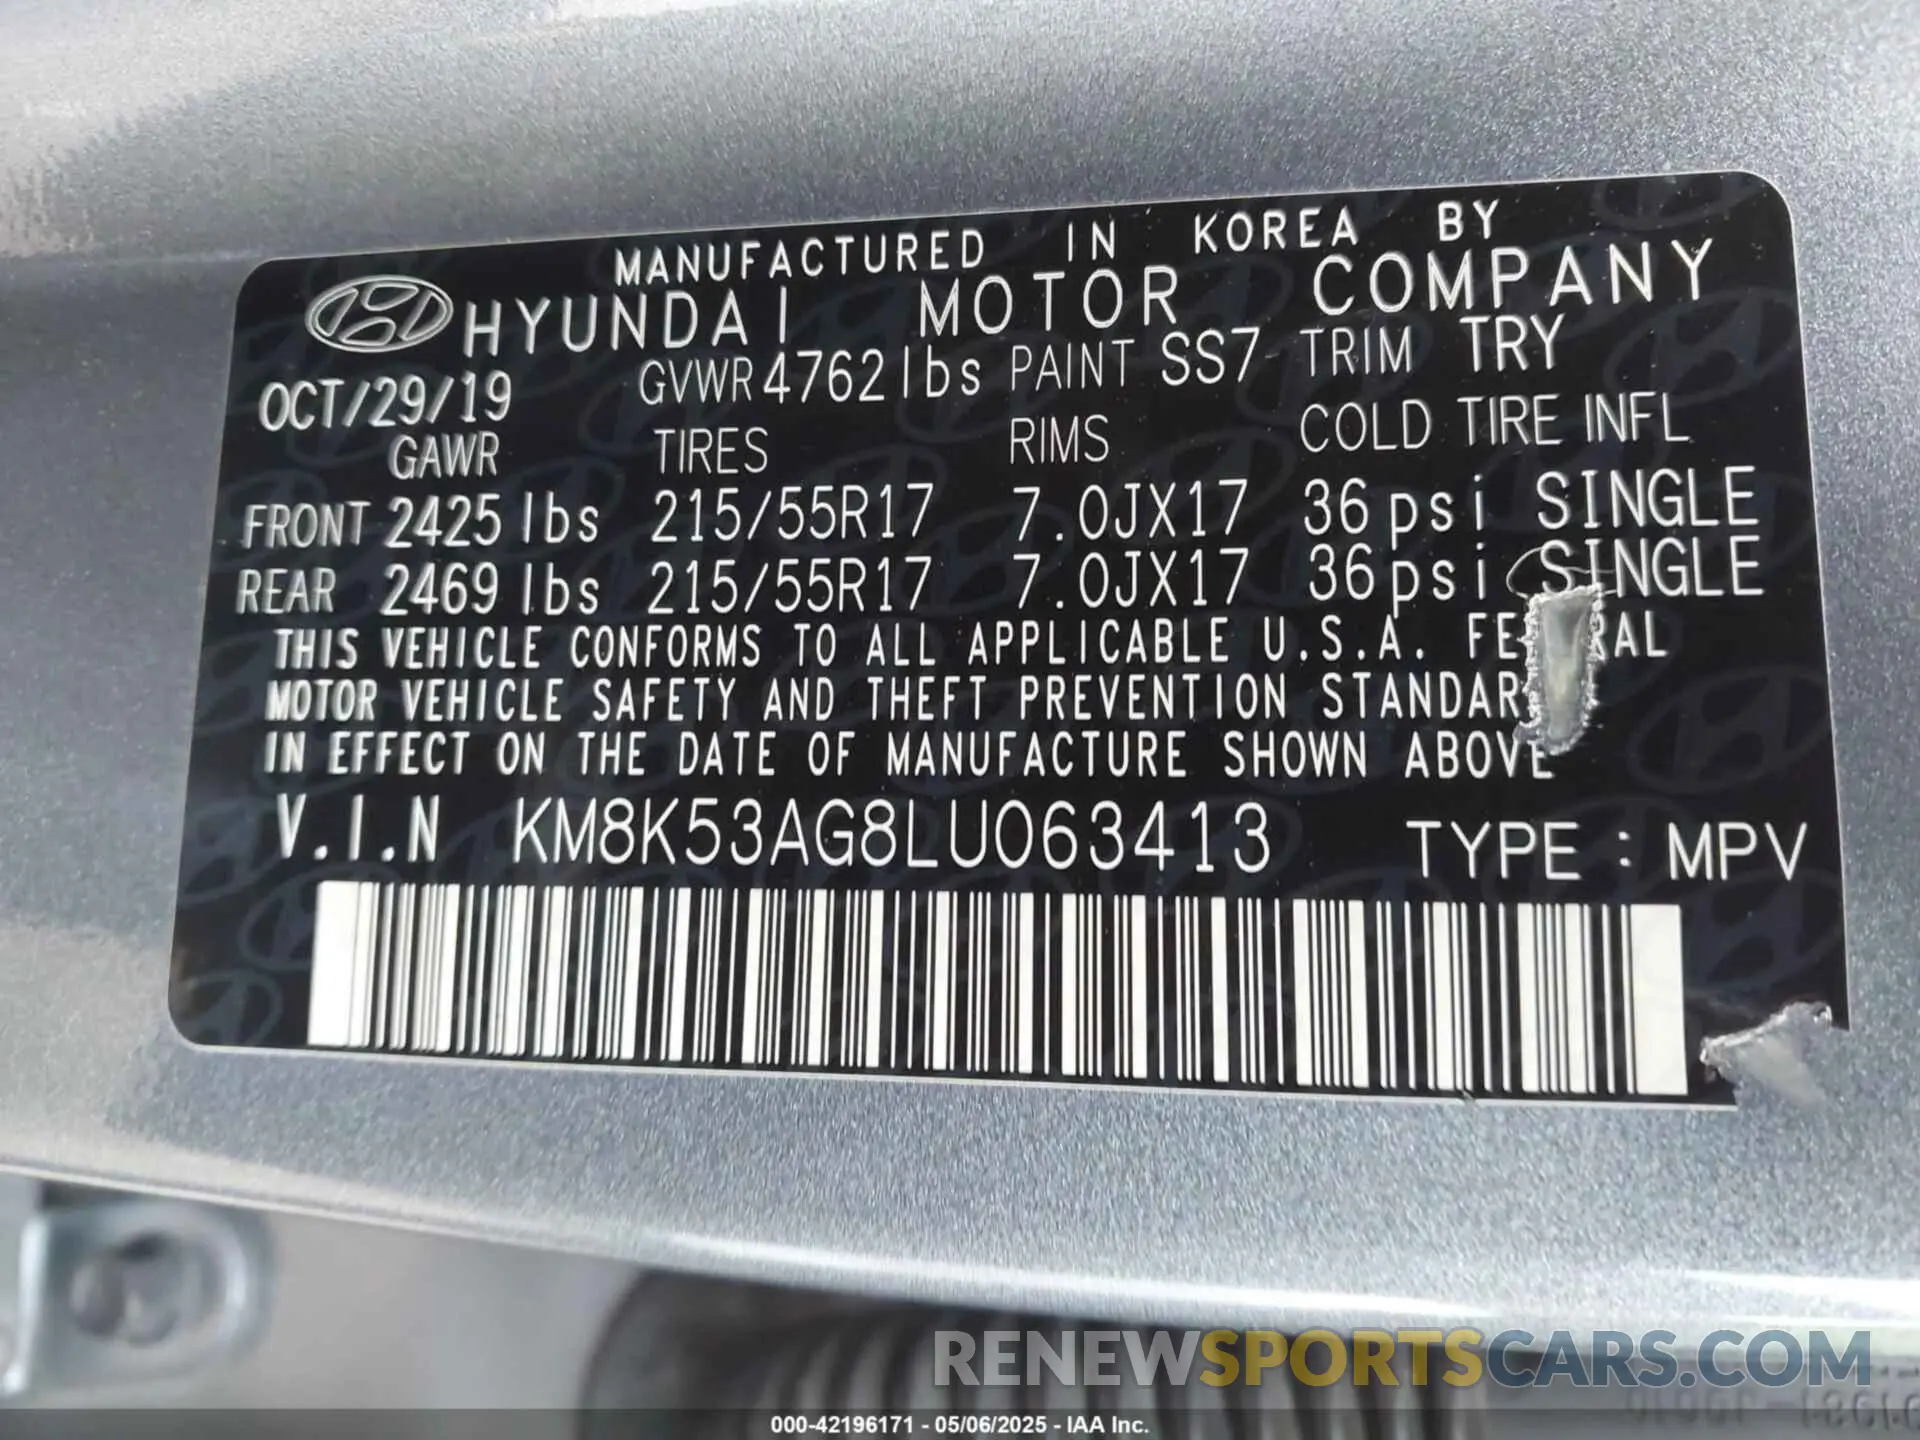 MANUFACTURED IN KOREA BY
HYUNDAI MOTOR COMPANY
OCT/29/19 GVWR 4762 lbs PAINT SS7 TRIM TRY
GAWR TIRES RIMS COLD TIRE INFL
FRONT 2425 lbs 215/55R17 7.0JX17 36 psi SINGLE
REAR 2469 lbs 215/55R17 7.0JX17 36 psi SINGLE
THIS VEHICLE CONFORMS TO ALL APPLICABLE U.S.A.
MOTOR VEHICLE SAFETY AND THEFT PREVENTION
IN EFFECT ON THE DATE OF MANUFACTURE SHOWN ABOVE
V.I.N KM8K53AG8LU063413 TYPE : MPV
RENEWSPORTSCARS.COM
000-42196171 - 05/06/2025 - IAA Inc.